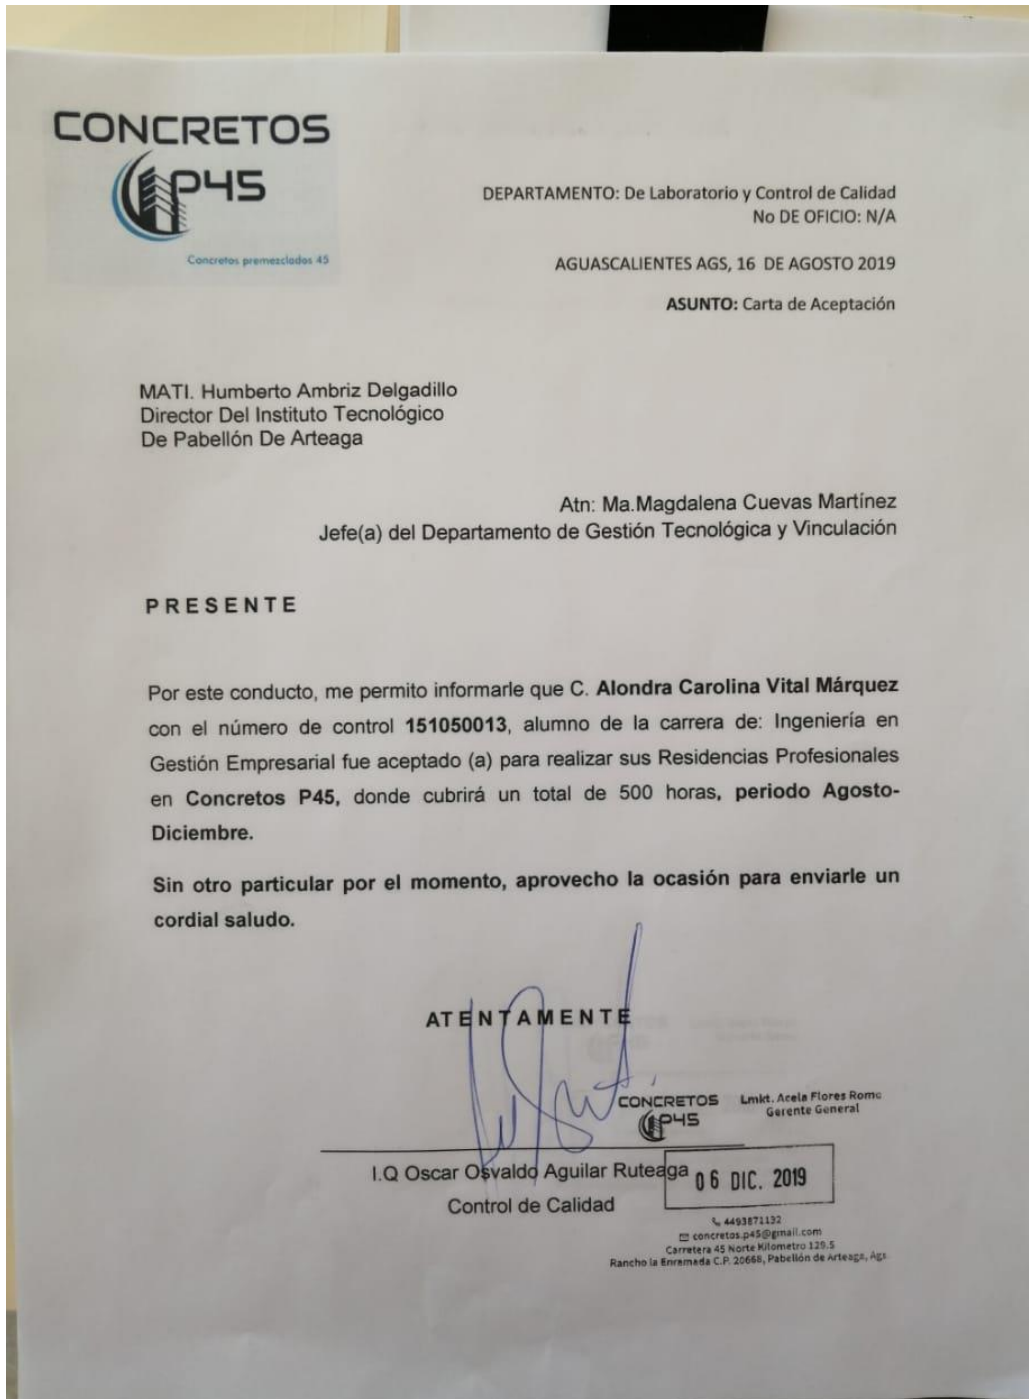 CONCRETOS
P45
Concretos premezclados 45
DEPARTAMENTO: De Laboratorio y Control de Calidad
No DE OFICIO: N/A
AGUASCALIENTES AGS, 16 DE AGOSTO 2019
ASUNTO: Carta de Aceptación
MATI. Humberto Ambriz Delgadillo
Director Del Instituto Tecnológico
De Pabellón De Arteaga
Atn: Ma.Magdalena Cuevas Martínez
Jefe(a) del Departamento de Gestión Tecnológica y Vinculación
P R E S E N T E
Por este conducto, me permito informarle que C. Alondra Carolina Vital Márquez
con el número de control 151050013, alumno de la carrera de: Ingeniería en
Gestión Empresarial fue aceptado (a) para realizar sus Residencias Profesionales
en Concretos P45, donde cubrirá un total de 500 horas, periodo Agosto-
Diciembre.
Sin otro particular por el momento, aprovecho la ocasión para enviarle un
cordial saludo.
A T E N T A M E N T E
CONCRETOS
P45
Lmkt. Acela Flores Romo
Gerente General
I.Q Oscar Osvaldo Aguilar Ruteaga
Control de Calidad
06 DIC. 2019
4493871192
concretos.p45@gmail.com
Carretera 45 Norte Kilometro 129.5
Rancho la Enramada C.P. 20668, Pabellón de Arteaga, Ags